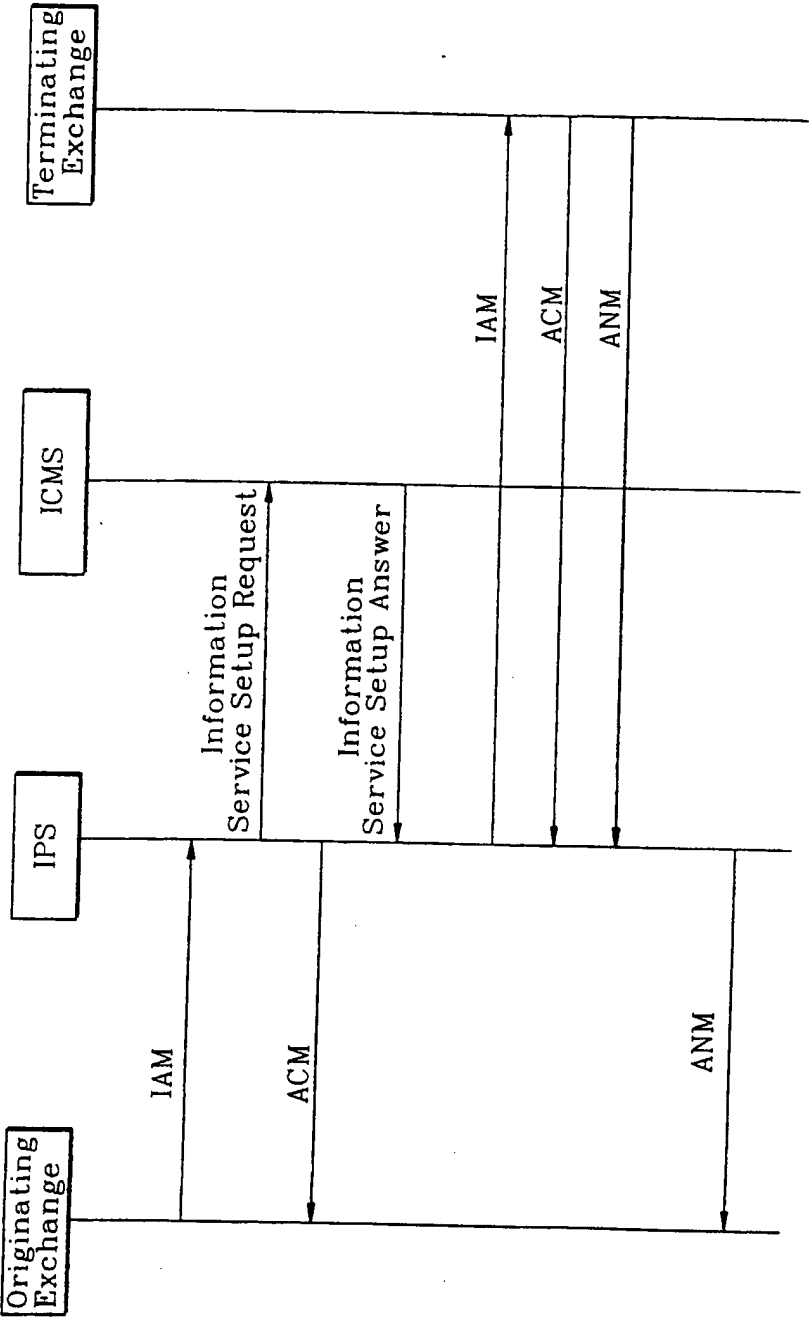 Originating
Exchange
IPS
ICMS
Terminating
Exchange
IAM
Information
Service Setup Request
ACM
Information
Service Setup Answer
IAM
ACM
ANM
ANM